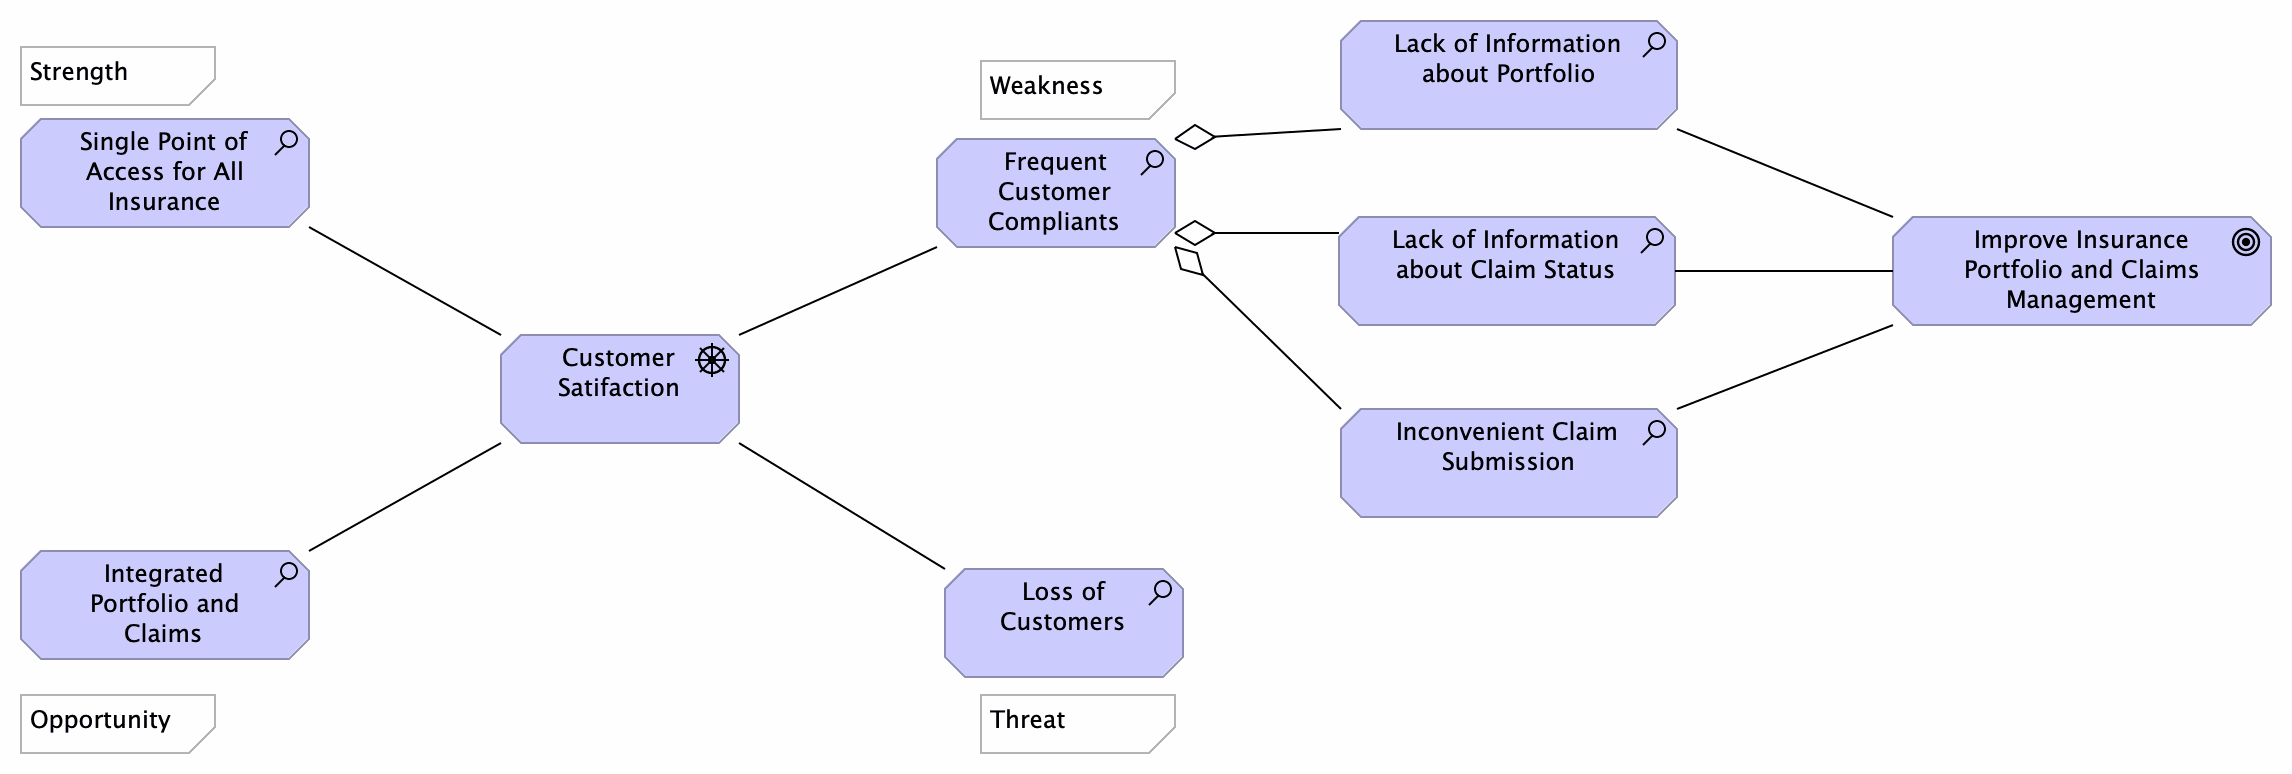 Strength
Single Point of
Access for All
Insurance
Customer
Satifaction
Integrated
Portfolio and
Claims
Opportunity
Weakness
Frequent
Customer
Compliants
Loss of
Customers
Threat
Lack of Information
about Portfolio
Lack of Information
about Claim Status
Inconvenient Claim
Submission
Improve Insurance
Portfolio and Claims
Management